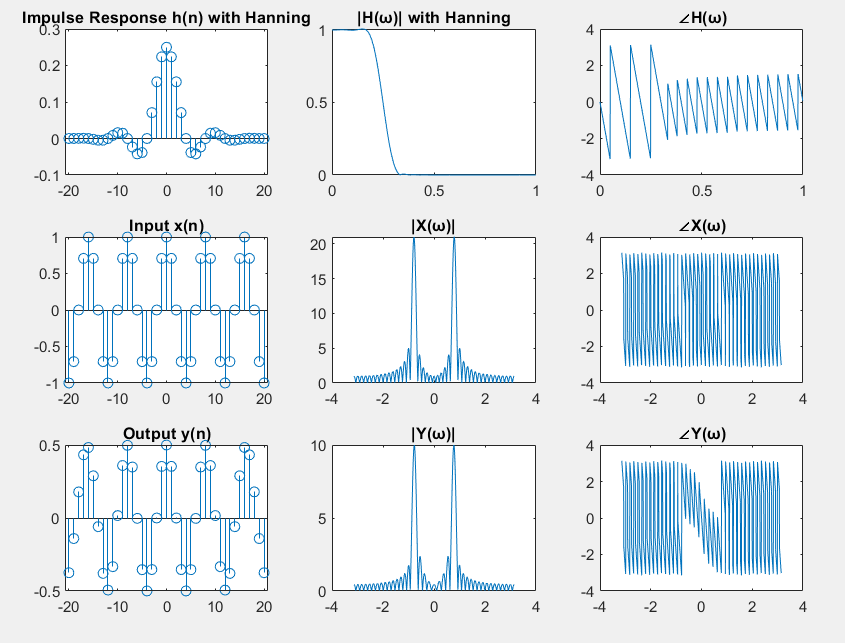 Impulse Response h(n) with Hanning
0.3
0.2
0.1
0
-0.1
-20 -10 0 10 20
|H(ω)| with Hanning
1
0.5
0
0 0.5 1
∠H(ω)
4
2
0
-2
-4
0 0.5 1
Input x(n)
1
0.5
0
-0.5
-1
-20 -10 0 10 20
|X(ω)|
20
15
10
5
0
-4 -2 0 2 4
∠X(ω)
4
2
0
-2
-4
-4 -2 0 2 4
Output y(n)
0.5
0
-0.5
-20 -10 0 10 20
|Y(ω)|
10
5
0
-4 -2 0 2 4
∠Y(ω)
4
2
0
-2
-4
-4 -2 0 2 4